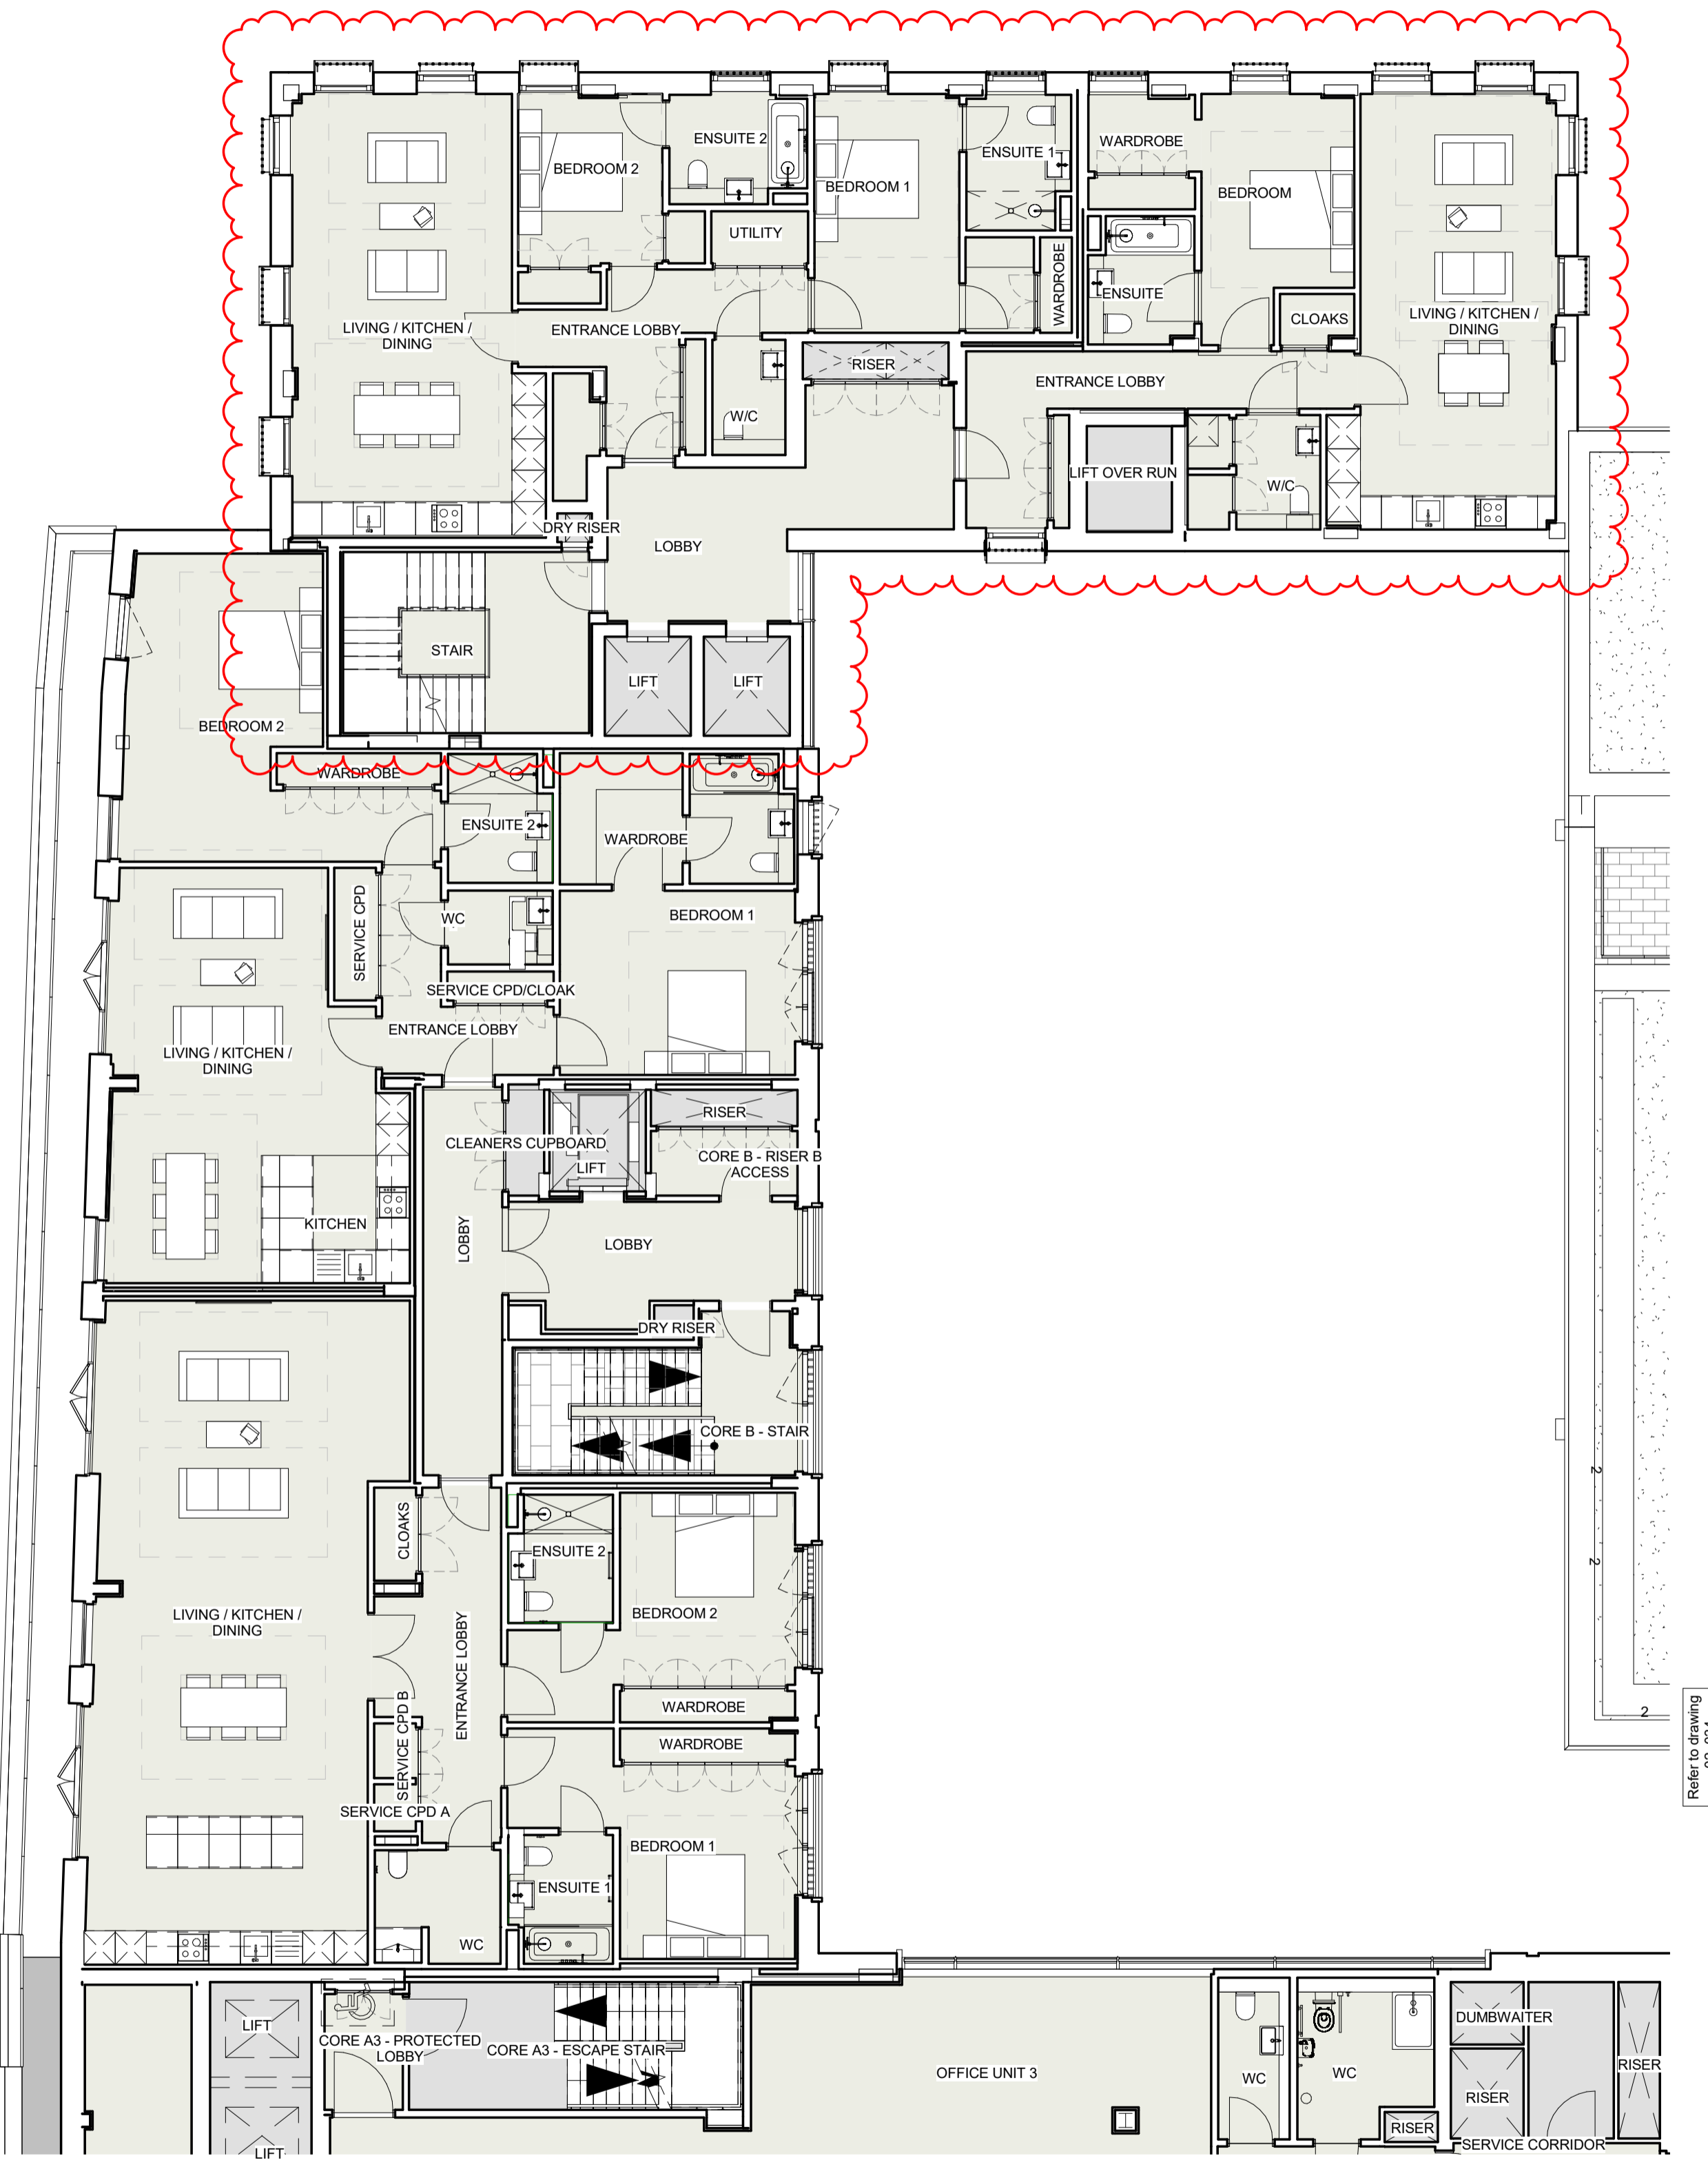 ENSUITE 2
BEDROOM 2
BEDROOM 1
ENSUITE 1
WARDROBE
BEDROOM
UTILITY
WARDROBE
ENSUITE
CLOAKS
LIVING / KITCHEN /
DINING
ENTRANCE LOBBY
LIVING / KITCHEN /
DINING
RISER
ENTRANCE LOBBY
W/C
LIFT OVER RUN
W/C
DRY RISER
LOBBY
STAIR
LIFT
LIFT
BEDROOM 2
WARDROBE
ENSUITE 2
WARDROBE
SERVICE CPD
WC
BEDROOM 1
SERVICE CPD/CLOAK
ENTRANCE LOBBY
LIVING / KITCHEN /
DINING
RISER
CLEANERS CUPBOARD
LIFT
CORE B - RISER B
ACCESS
KITCHEN
LOBBY
LOBBY
DRY RISER
CORE B - STAIR
2
CLOAKS
ENSUITE 2
2
LIVING / KITCHEN /
DINING
BEDROOM 2
ENTRANCE LOBBY
WARDROBE
2
Refer to drawing
WARDROBE
SERVICE CPD B
SERVICE CPD A
BEDROOM 1
ENSUITE 1
WC
LIFT
CORE A3 - PROTECTED
LOBBY
CORE A3 - ESCAPE STAIR
OFFICE UNIT 3
WC
WC
DUMBWAITER
RISER
RISER
RISER
SERVICE CORRIDOR
LIFT